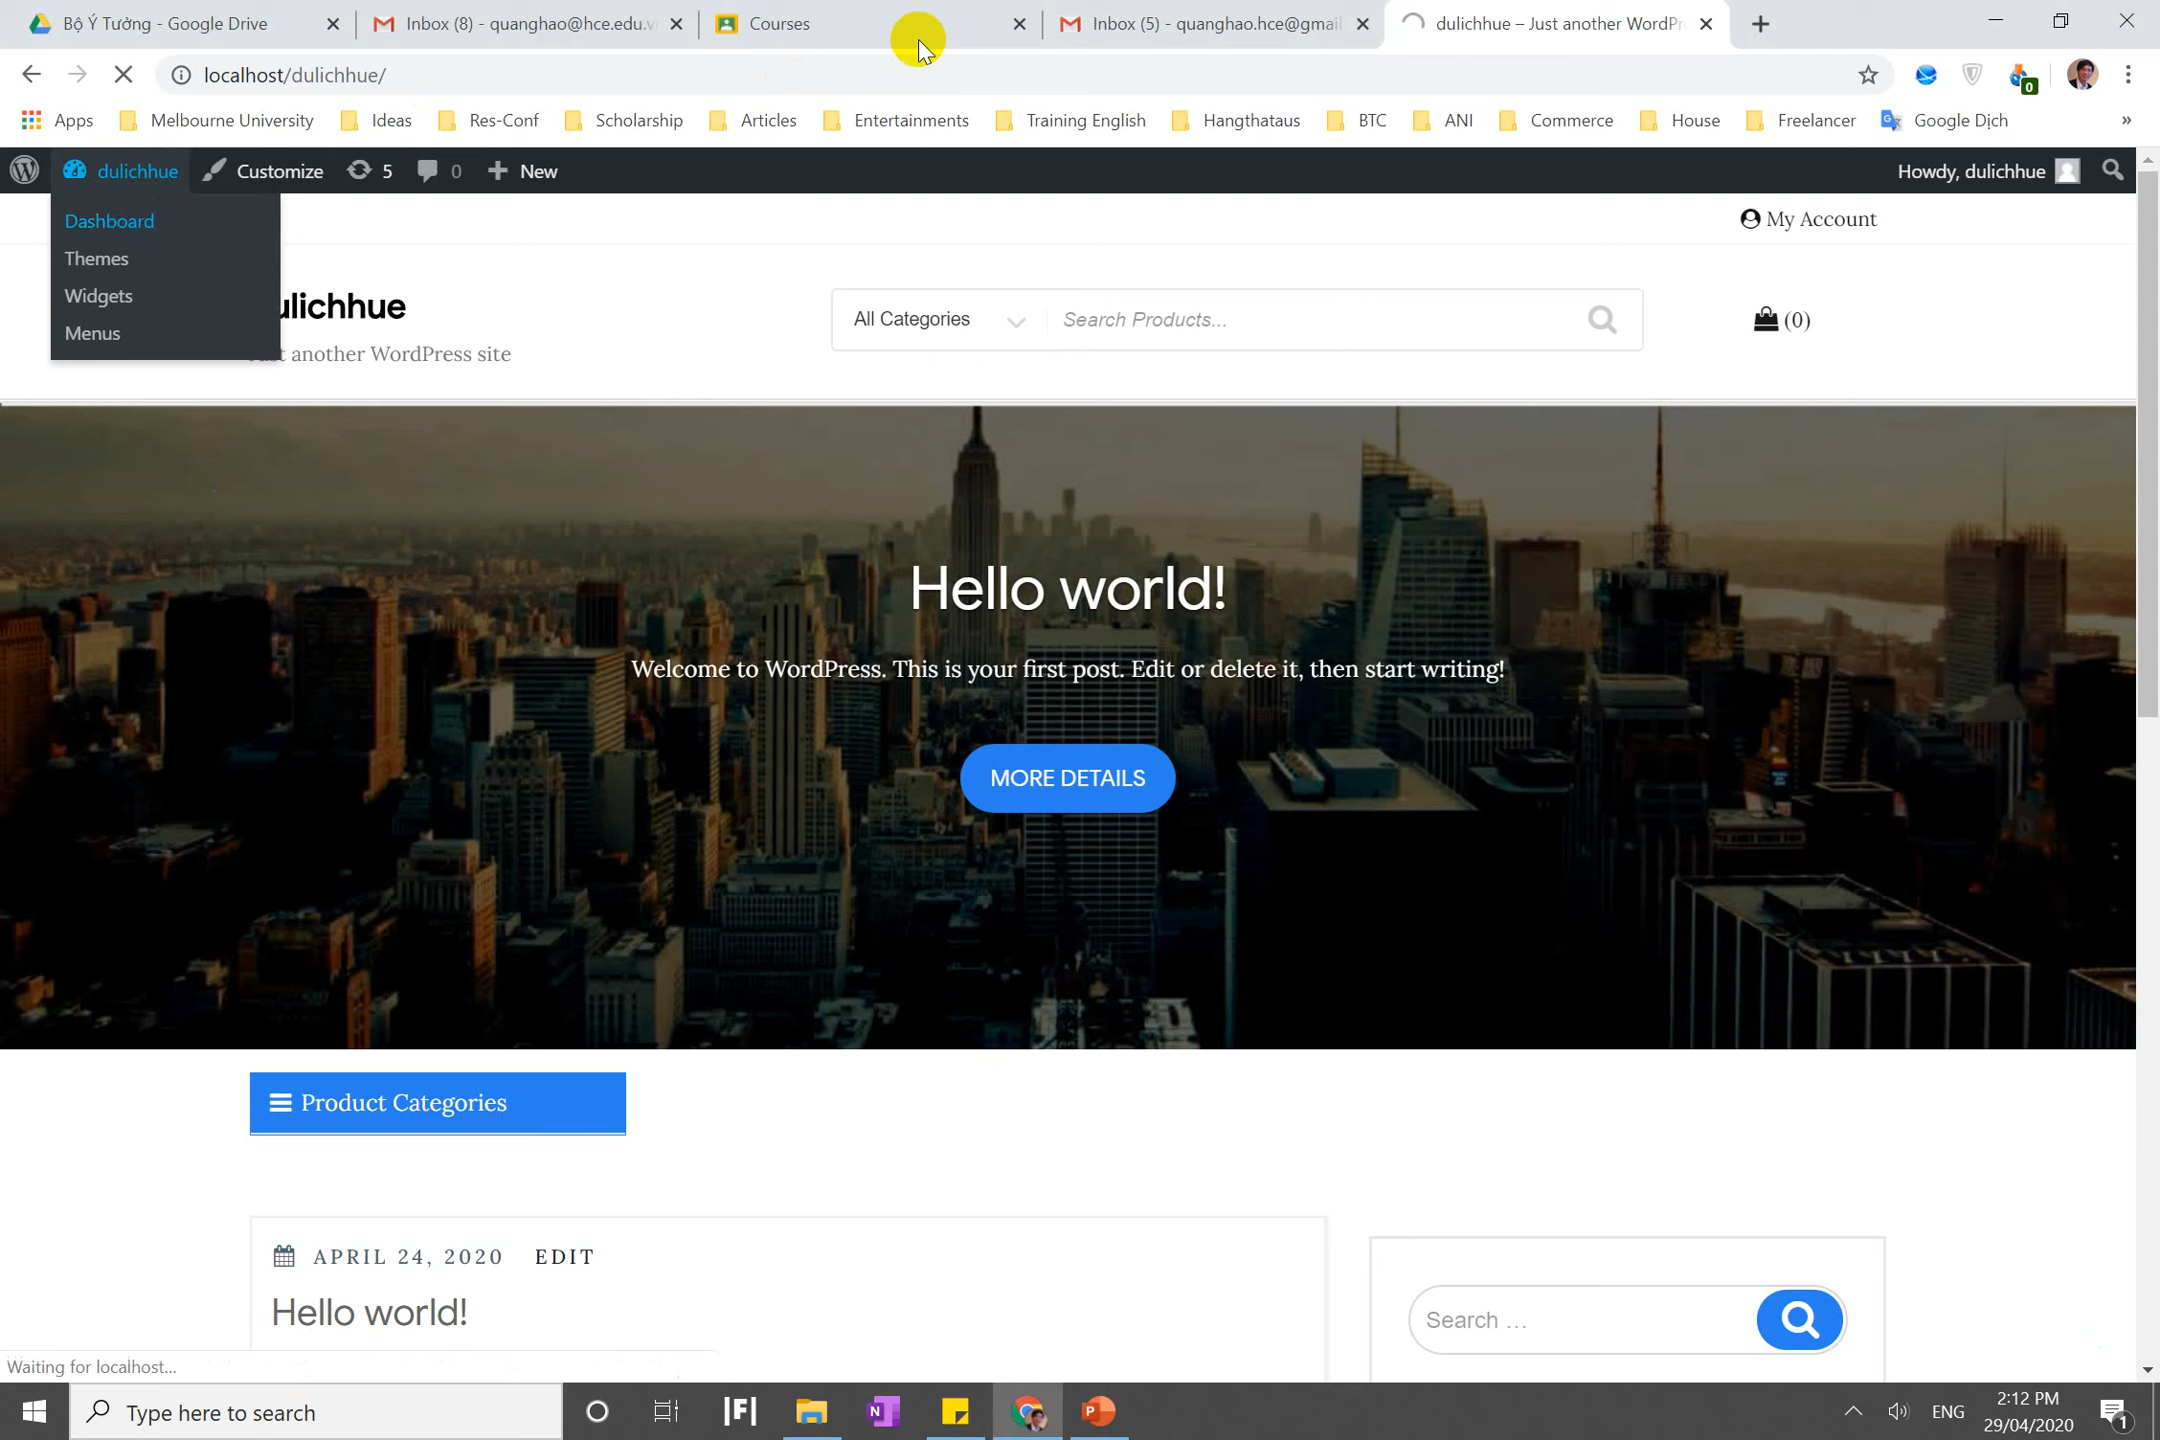 Bộ Ý Tưởng - Google Drive
Inbox (8) - quanghao@hce.edu.v
Courses
Inbox (5) - quanghao.hce@gmail
dulichhue – Just another WordPr
localhost/dulichhue/
0
Apps
Melbourne University
Ideas
Res-Conf
Scholarship
Articles
Entertainments
Training English
Hangthataus
BTC
ANI
Commerce
House
Freelancer
Google Dịch
»
dulichhue
Customize
5
0
New
Howdy, dulichhue
Dashboard
Themes
Widgets
Menus
My Account
ulichhue
another WordPress site
All Categories
Search Products...
(0)
Hello world!
Welcome to WordPress. This is your first post. Edit or delete it, then start writing!
MORE DETAILS
Product Categories
APRIL 24, 2020 EDIT
Hello world!
Search …
Waiting for localhost...
Type here to search
|F|
N
P
ENG
2:12 PM
29/04/2020
1